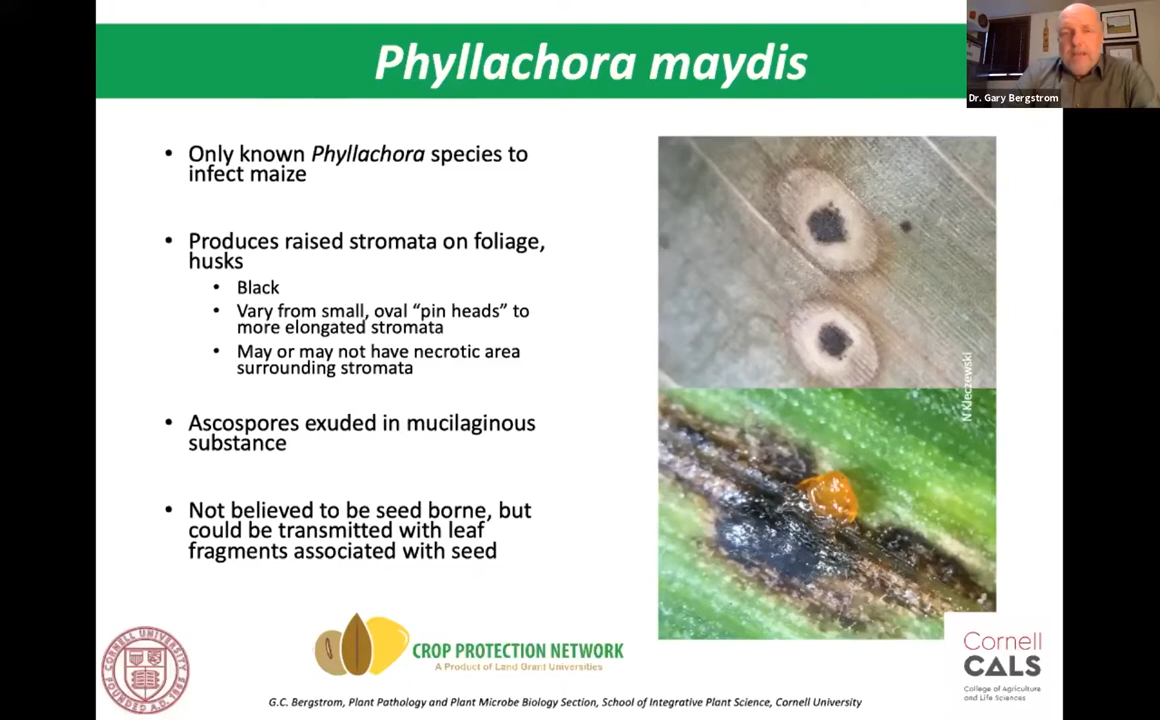 Phyllachora maydis
Dr. Gary Bergstrom
• Only known Phyllachora species to
infect maize
• Produces raised stromata on foliage,
husks
• Black
• Vary from small, oval “pin heads” to
more elongated stromata
• May or may not have necrotic area
surrounding stromata
• Ascospores exuded in mucilaginous
substance
• Not believed to be seed borne, but
could be transmitted with leaf
fragments associated with seed
N Kleczewski
CORNELL UNIVERSITY
FOUNDED A.D. 1865
CROP PROTECTION NETWORK
A Product of Land Grant Universities
Cornell
CALS
College of Agriculture
and Life Sciences
G.C. Bergstrom, Plant Pathology and Plant Microbe Biology Section, School of Integrative Plant Science, Cornell University